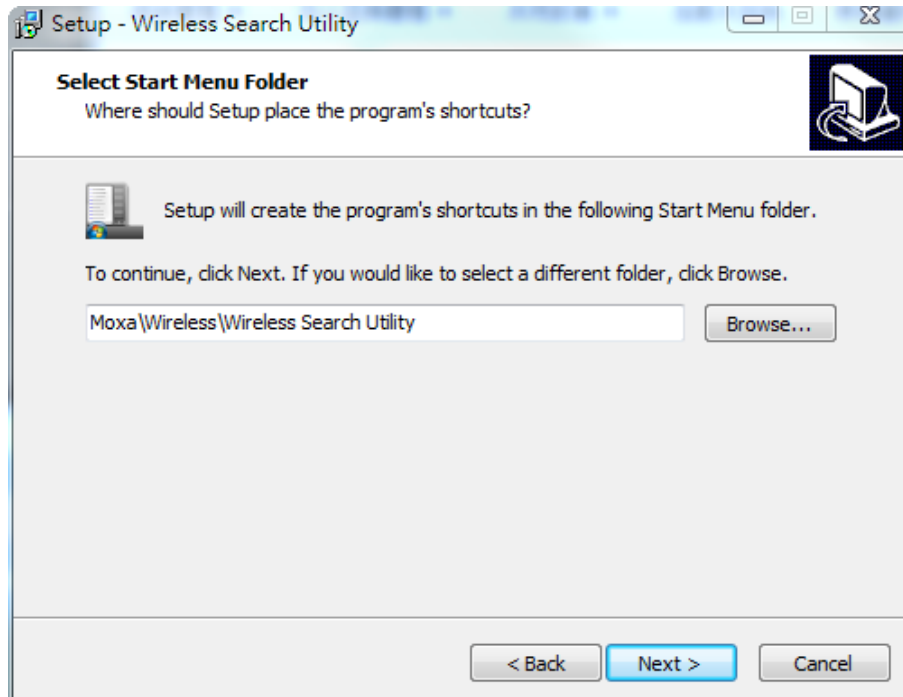 Setup - Wireless Search Utility
Select Start Menu Folder
Where should Setup place the program's shortcuts?
Setup will create the program's shortcuts in the following Start Menu folder.
To continue, click Next. If you would like to select a different folder, click Browse.
Moxa\Wireless\Wireless Search Utility
Browse...
< Back
Next >
Cancel